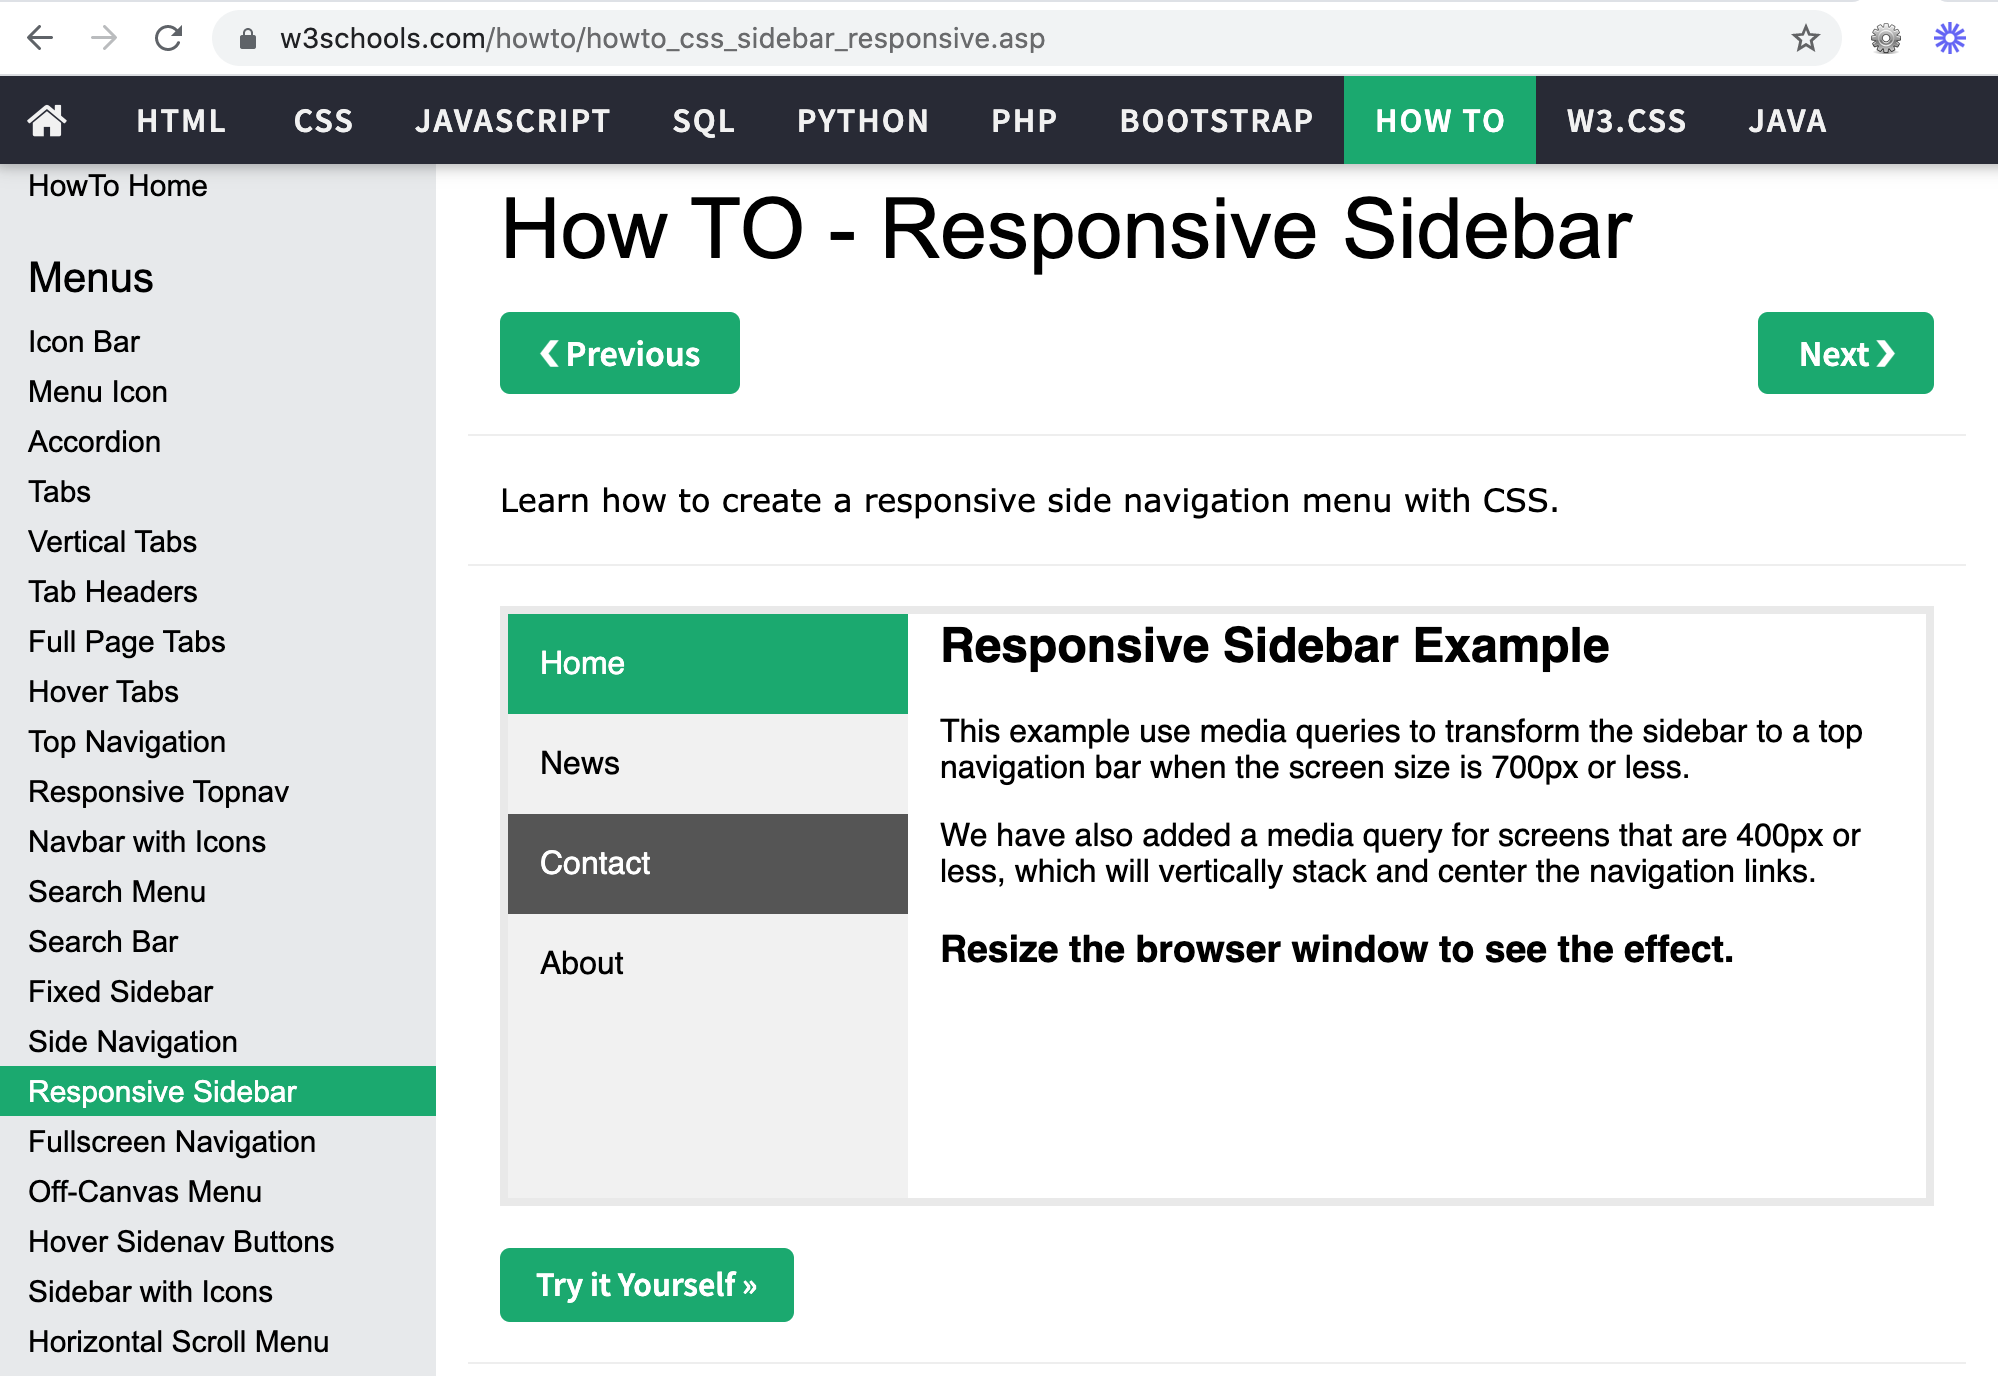 w3schools.com/howto/howto_css_sidebar_responsive.asp
HTML CSS JAVASCRIPT SQL PYTHON PHP BOOTSTRAP HOW TO W3.CSS JAVA
HowTo Home
Menus
Icon Bar
Menu Icon
Accordion
Tabs
Vertical Tabs
Tab Headers
Full Page Tabs
Hover Tabs
Top Navigation
Responsive Topnav
Navbar with Icons
Search Menu
Search Bar
Fixed Sidebar
Side Navigation
Responsive Sidebar
Fullscreen Navigation
Off-Canvas Menu
Hover Sidenav Buttons
Sidebar with Icons
Horizontal Scroll Menu
How TO - Responsive Sidebar
❮ Previous
Next ❯
Learn how to create a responsive side navigation menu with CSS.
Home
News
Contact
About
Responsive Sidebar Example
This example use media queries to transform the sidebar to a top
navigation bar when the screen size is 700px or less.
We have also added a media query for screens that are 400px or
less, which will vertically stack and center the navigation links.
Resize the browser window to see the effect.
Try it Yourself »